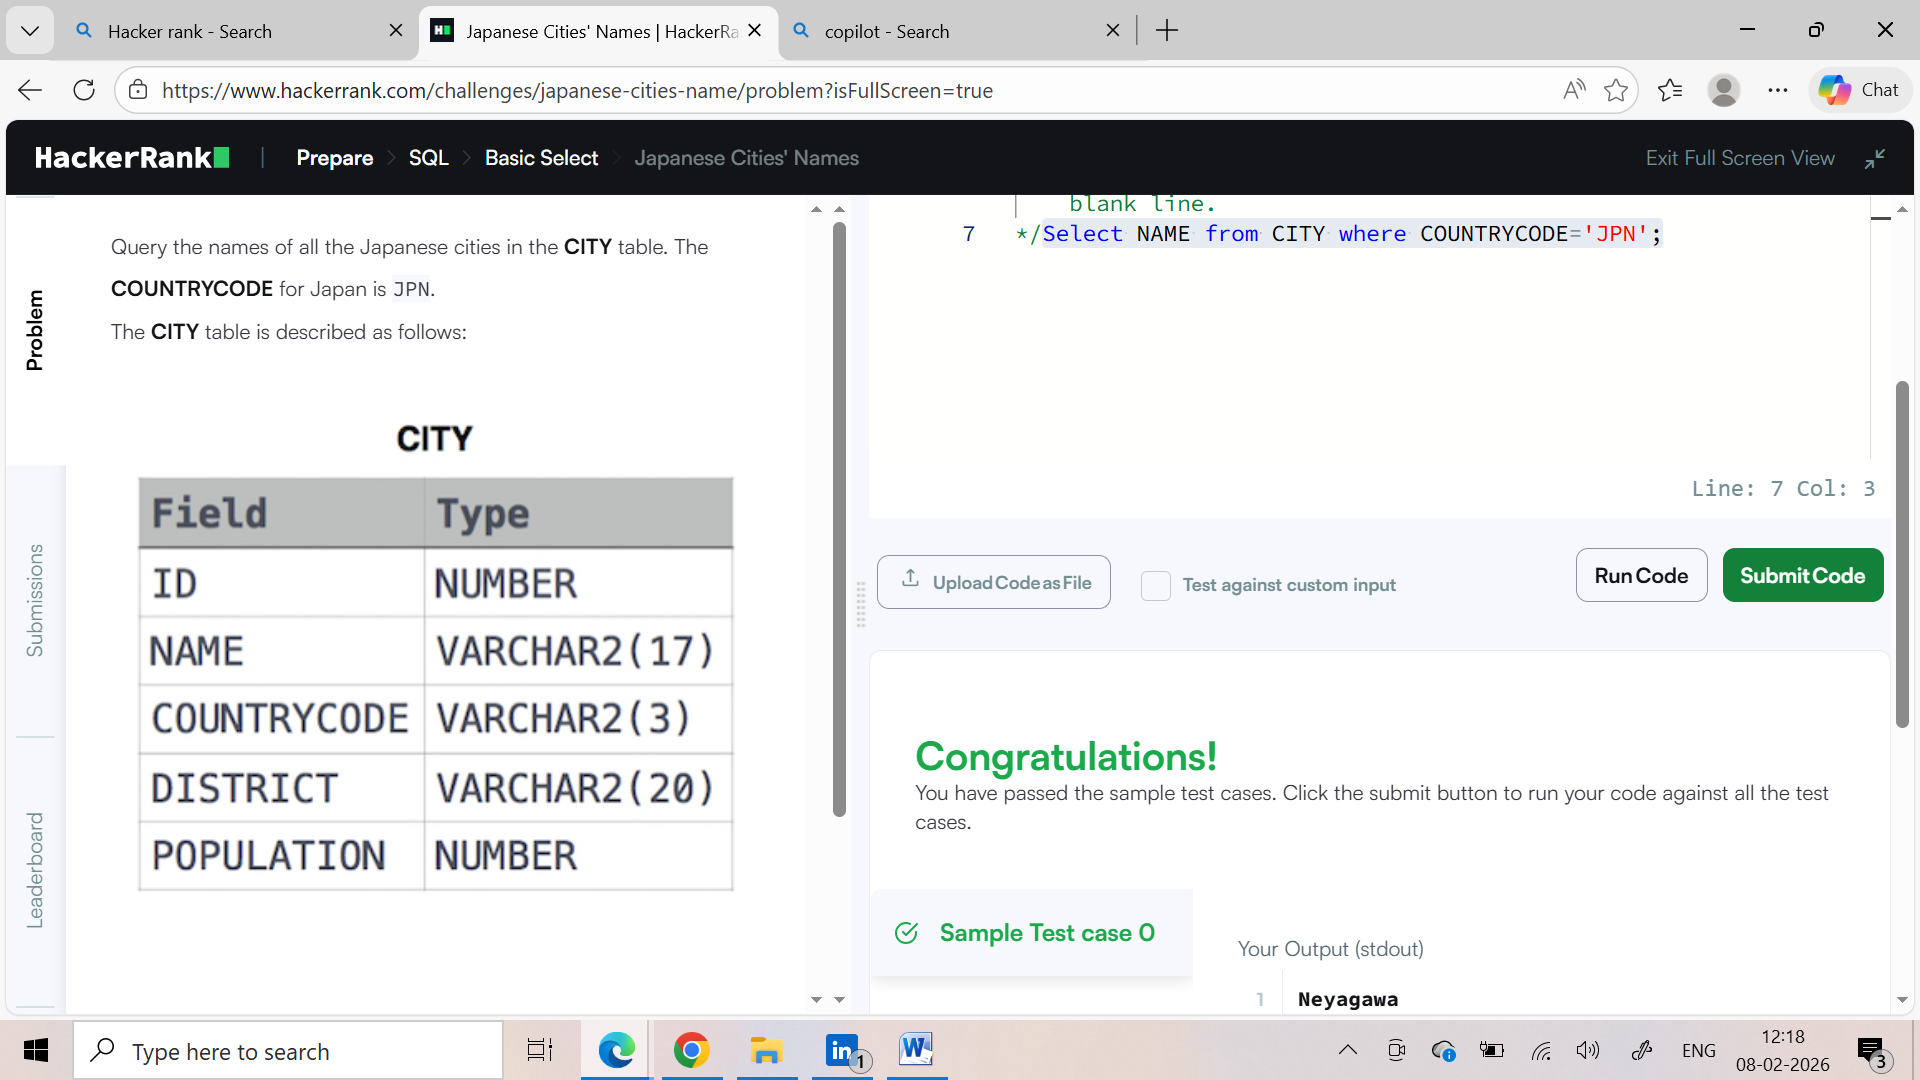 Hacker rank - Search
Japanese Cities' Names | HackerRa
copilot - Search
https://www.hackerrank.com/challenges/japanese-cities-name/problem?isFullScreen=true
Chat
HackerRank
Prepare
SQL
Basic Select
Japanese Cities' Names
Exit Full Screen View
Problem
Submissions
Leaderboard
Query the names of all the Japanese cities in the CITY table. The
COUNTRYCODE for Japan is JPN.
The CITY table is described as follows:
CITY
Field Type
ID NUMBER
NAME VARCHAR2(17)
COUNTRYCODE VARCHAR2(3)
DISTRICT VARCHAR2(20)
POPULATION NUMBER
blank line.
7 */Select NAME from CITY where COUNTRYCODE='JPN';
Line: 7 Col: 3
Upload Code as File
Test against custom input
Run Code
Submit Code
Congratulations!
You have passed the sample test cases. Click the submit button to run your code against all the test
cases.
Sample Test case 0
Your Output (stdout)
1 Neyagawa
Type here to search
1
ENG
12:18
08-02-2026
3